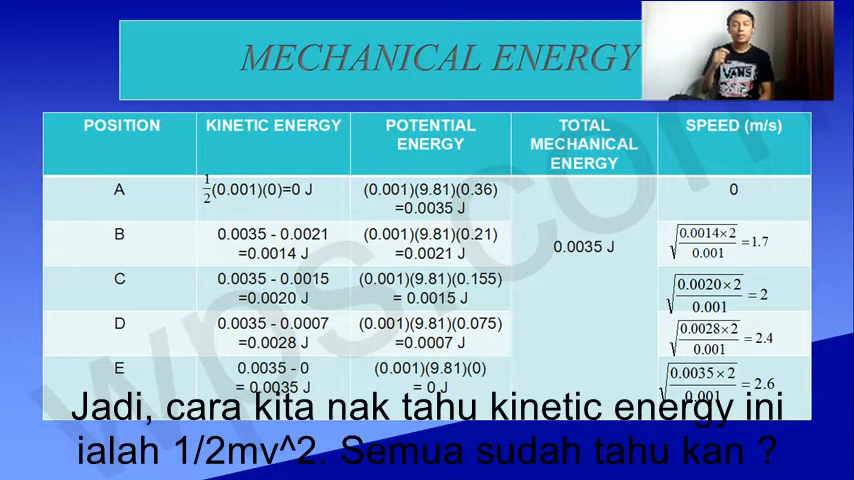 MECHANICAL ENERGY
VANS
POSITION KINETIC ENERGY POTENTIAL ENERGY TOTAL MECHANICAL ENERGY SPEED (m/s)
A 1/2(0.001)(0)=0 J (0.001)(9.81)(0.36) =0.0035 J 0
B 0.0035 - 0.0021 =0.0014 J (0.001)(9.81)(0.21) =0.0021 J 0.0035 J √(0.0014×2/0.001) =1.7
C 0.0035 - 0.0015 =0.0020 J (0.001)(9.81)(0.155) = 0.0015 J √(0.0020×2/0.001) = 2
D 0.0035 - 0.0007 =0.0028 J (0.001)(9.81)(0.075) =0.0007 J √(0.0028×2/0.001) = 2.4
E 0.0035 - 0 = 0.0035 J (0.001)(9.81)(0) = 0 J √(0.0035×2/0.001) = 2.6
wps.com
Jadi, cara kita nak tahu kinetic energy ini
ialah 1/2mv^2. Semua sudah tahu kan ?